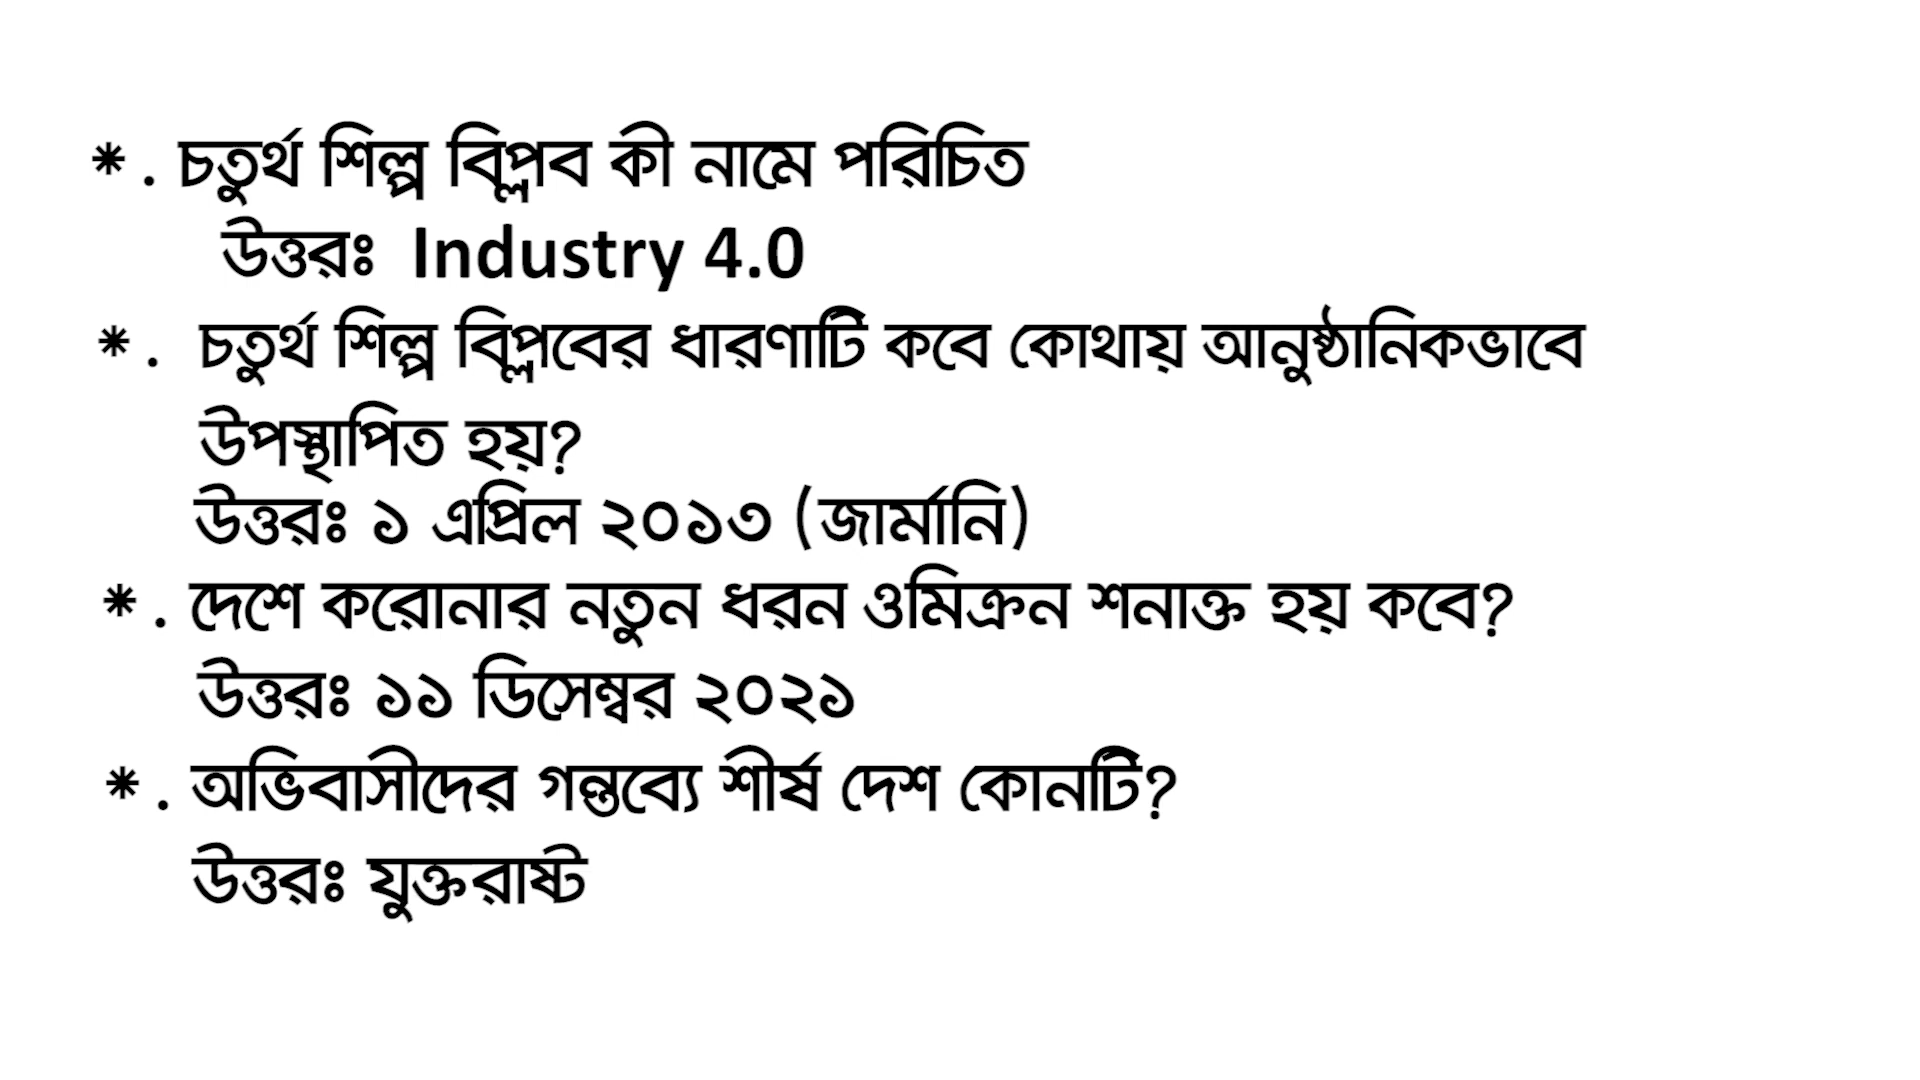 * . চতুর্থ শিল্প বিপ্লব কী নামে পরিচিত
উত্তরঃ Industry 4.0
* . চতুর্থ শিল্প বিপ্লবের ধারণাটি কবে কোথায় আনুষ্ঠানিকভাবে
উপস্থাপিত হয়?
উত্তরঃ ১ এপ্রিল ২০১৩ (জার্মানি)
* . দেশে করোনার নতুন ধরন ওমিক্রন শনাক্ত হয় কবে?
উত্তরঃ ১১ ডিসেম্বর ২০২১
* . অভিবাসীদের গন্তব্যে শীর্ষ দেশ কোনটি?
উত্তরঃ যুক্তরাষ্ট